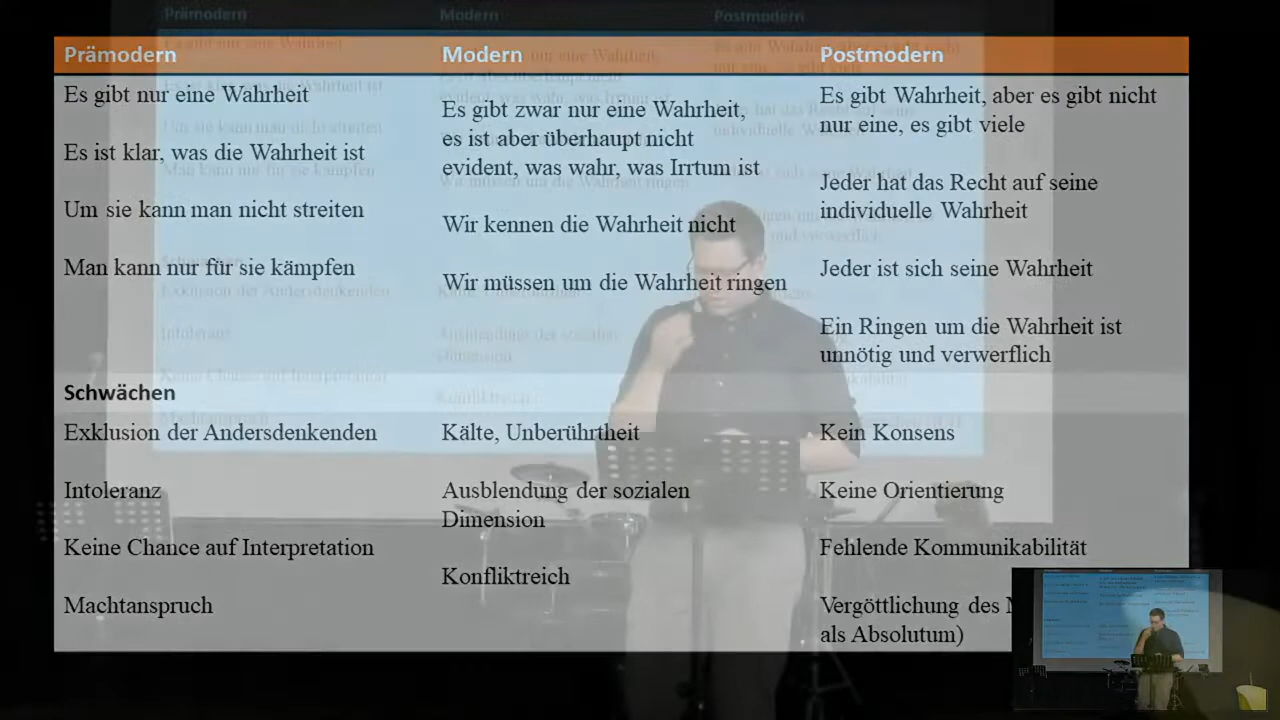 Prämodern
Modern
Postmodern
Es gibt nur eine Wahrheit
Es ist klar, was die Wahrheit ist
Um sie kann man nicht streiten
Man kann nur für sie kämpfen
Es gibt zwar nur eine Wahrheit,
es ist aber überhaupt nicht
evident, was wahr, was Irrtum ist
Wir kennen die Wahrheit nicht
Wir müssen um die Wahrheit ringen
Es gibt Wahrheit, aber es gibt nicht
nur eine, es gibt viele
Jeder hat das Recht auf seine
individuelle Wahrheit
Jeder ist sich seine Wahrheit
Ein Ringen um die Wahrheit ist
unnötig und verwerflich
Schwächen
Exklusion der Andersdenkenden
Intoleranz
Keine Chance auf Interpretation
Machtanspruch
Kälte, Unberührtheit
Ausblendung der sozialen
Dimension
Konfliktreich
Kein Konsens
Keine Orientierung
Fehlende Kommunikabilität
Vergöttlichung des
als Absolutum)